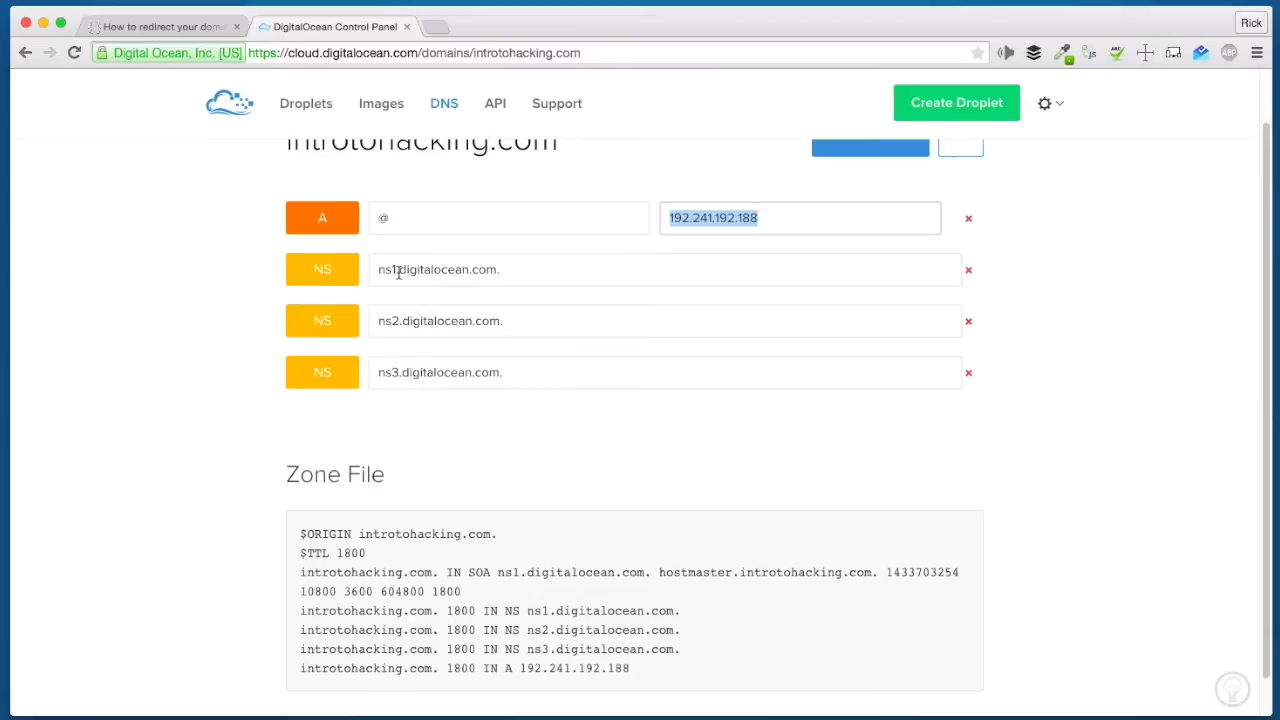 How to redirect your doma
DigitalOcean Control Panel
Rick
Digital Ocean, Inc. [US] https://cloud.digitalocean.com/domains/introtohacking.com
Droplets Images DNS API Support Create Droplet
introtohacking.com
A @ 192.241.192.188
NS ns1.digitalocean.com.
NS ns2.digitalocean.com.
NS ns3.digitalocean.com.
Zone File
$ORIGIN introtohacking.com.
$TTL 1800
introtohacking.com. IN SOA ns1.digitalocean.com. hostmaster.introtohacking.com. 1433703254
10800 3600 604800 1800
introtohacking.com. 1800 IN NS ns1.digitalocean.com.
introtohacking.com. 1800 IN NS ns2.digitalocean.com.
introtohacking.com. 1800 IN NS ns3.digitalocean.com.
introtohacking.com. 1800 IN A 192.241.192.188